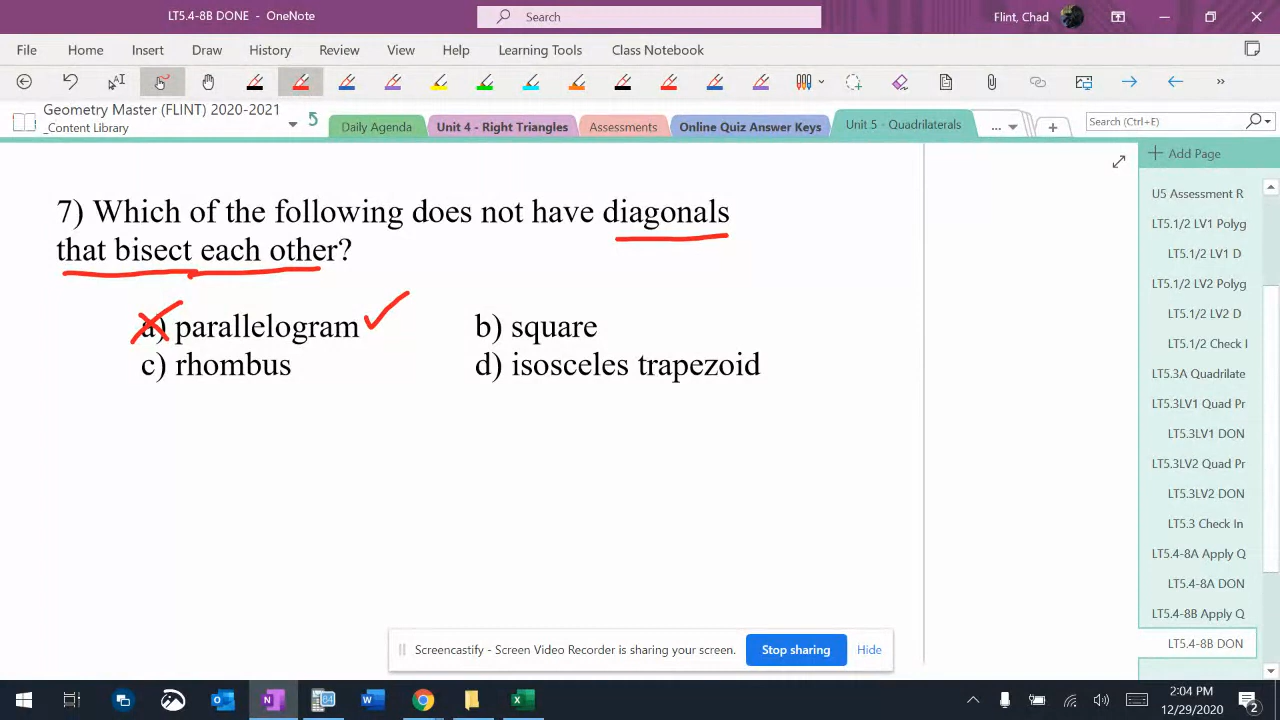 LT5.4-8B DONE - OneNote
Search
Flint, Chad
File Home Insert Draw History Review View Help Learning Tools Class Notebook
Geometry Master (FLINT) 2020-2021
_Content Library
Daily Agenda Unit 4 - Right Triangles Assessments Online Quiz Answer Keys Unit 5 - Quadrilaterals ... Search (Ctrl+E)
Add Page
U5 Assessment R
LT5.1/2 LV1 Polyg
LT5.1/2 LV1 D
LT5.1/2 LV2 Polyg
LT5.1/2 LV2 D
LT5.1/2 Check I
LT5.3A Quadrilate
LT5.3LV1 Quad Pr
LT5.3LV1 DON
LT5.3LV2 Quad Pr
LT5.3LV2 DON
LT5.3 Check In
LT5.4-8A Apply Q
LT5.4-8A DON
LT5.4-8B Apply Q
LT5.4-8B DON
7) Which of the following does not have diagonals
that bisect each other?
a) parallelogram b) square
c) rhombus d) isosceles trapezoid
Screencastify - Screen Video Recorder is sharing your screen. Stop sharing Hide
84
2:04 PM
12/29/2020
2